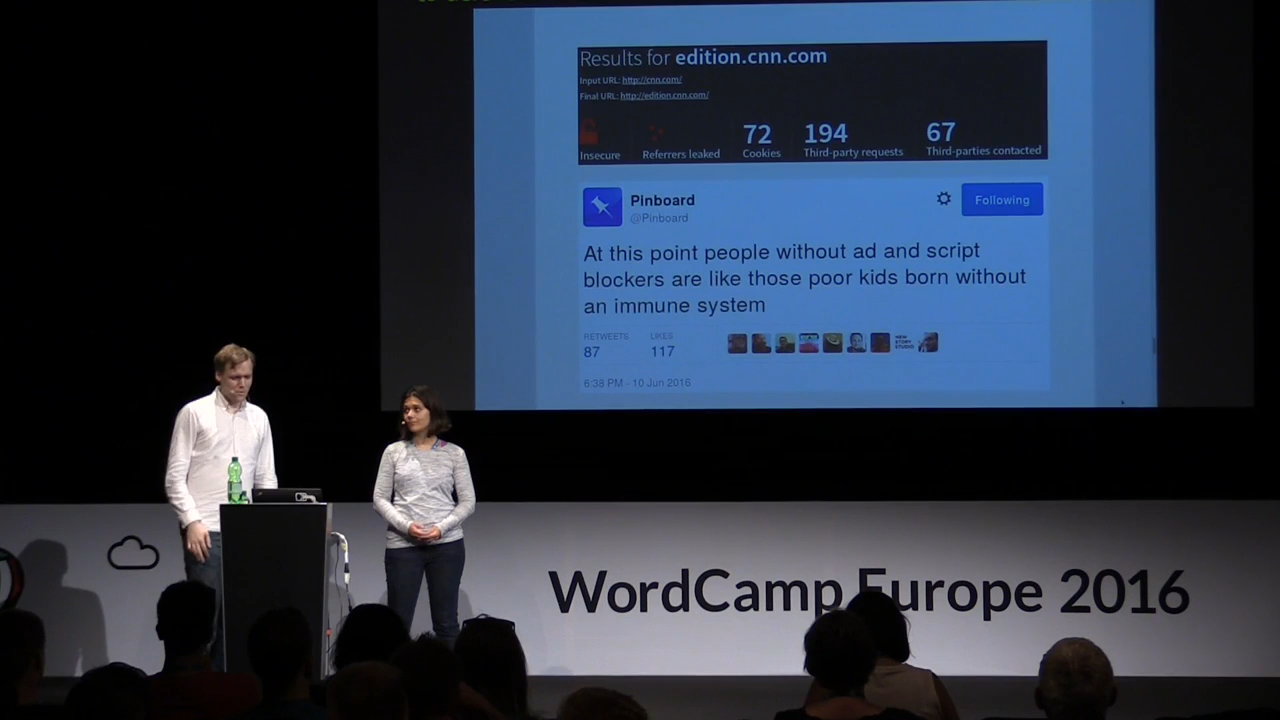 Results for edition.cnn.com
Input URL: http://cnn.com/
Final URL: http://edition.cnn.com/
72 194 67
Insecure Referrers leaked Cookies Third-party requests Third-parties contacted
Pinboard
@Pinboard
Following
At this point people without ad and script
blockers are like those poor kids born without
an immune system
RETWEETS LIKES
87 117
NEW
STORY
STUDIO
6:38 PM - 10 Jun 2016
WordCamp Europe 2016